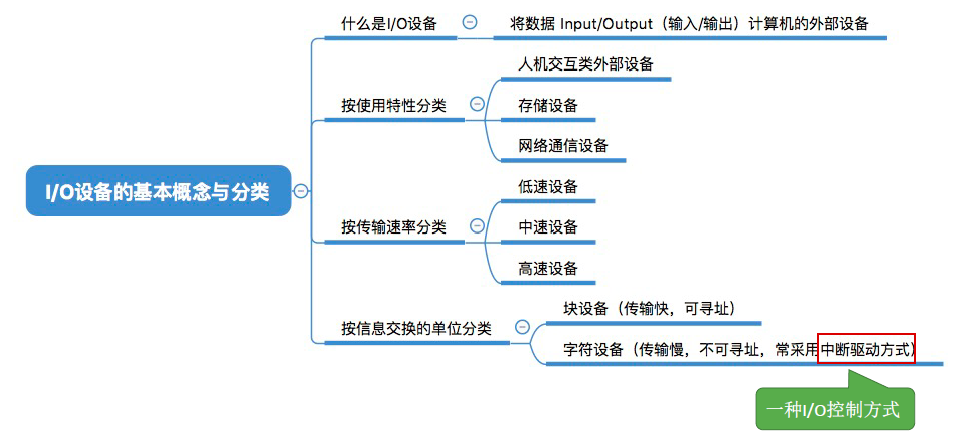 什么是I/O设备
将数据 Input/Output（输入/输出）计算机的外部设备
人机交互类外部设备
按使用特性分类
存储设备
网络通信设备
I/O设备的基本概念与分类
低速设备
按传输速率分类
中速设备
高速设备
块设备（传输快，可寻址）
按信息交换的单位分类
字符设备（传输慢，不可寻址，常采用中断驱动方式）
一种I/O控制方式